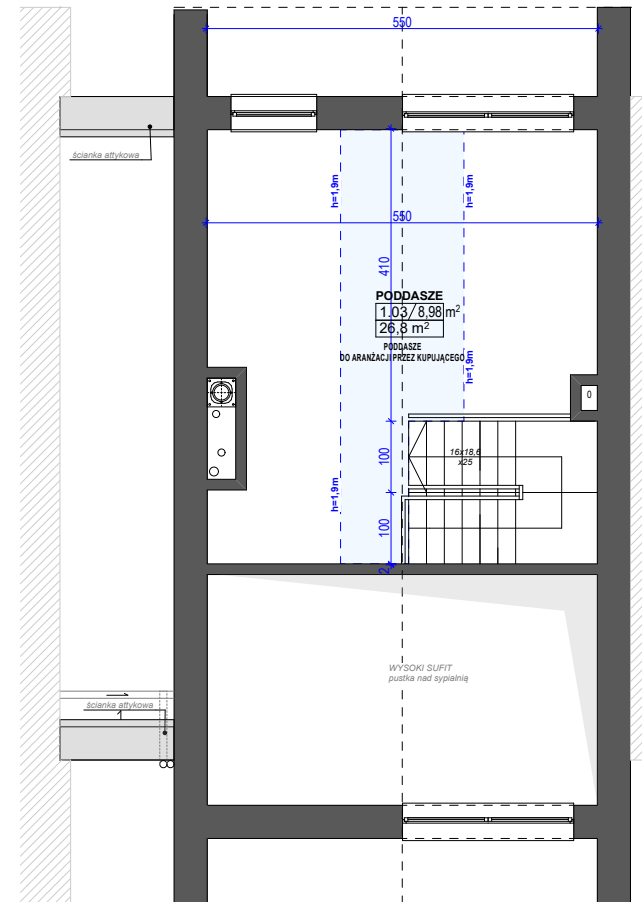 550
ścianka attykowa
h=1,9m
h=1,9m
550
410
PODDASZE
1.03/8,98 m²
26,8 m²
PODDASZE
DO ARANŻACJI PRZEZ KUPUJĄCEGO
h=1,9m
0
100
16x18,6
x25
h=1,9m
100
2
WYSOKI SUFIT
pustka nad sypialnią
ścianka attykowa